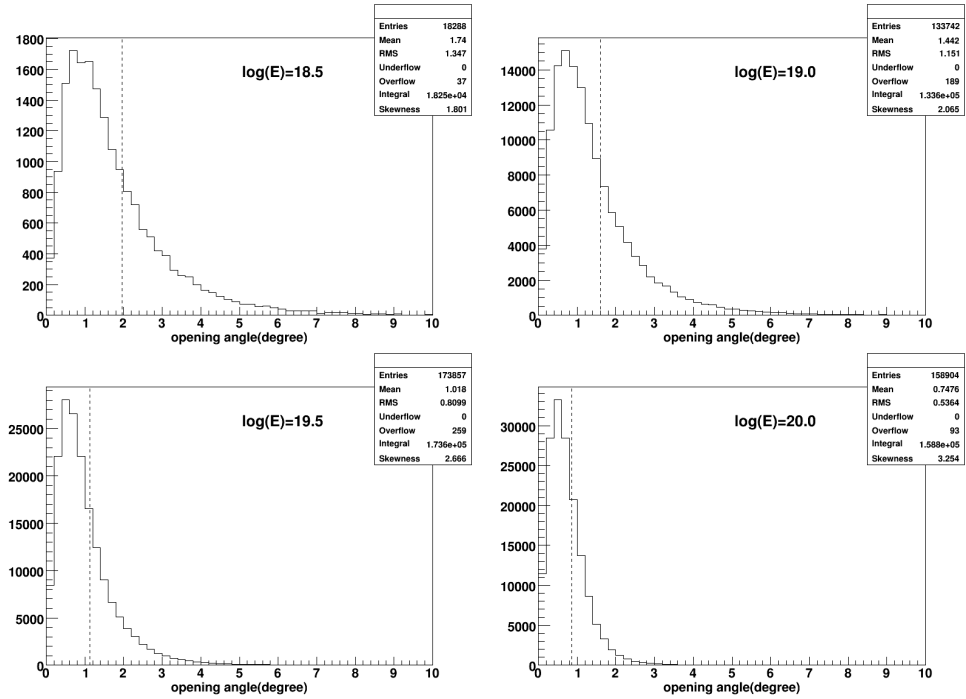 Entries 18288
Mean 1.74
RMS 1.347
Underflow 0
Overflow 37
Integral 1.825e+04
Skewness 1.801
log(E)=18.5
1800
1600
1400
1200
1000
800
600
400
200
0
0 1 2 3 4 5 6 7 8 9 10
opening angle(degree)
Entries 133742
Mean 1.442
RMS 1.151
Underflow 0
Overflow 189
Integral 1.336e+05
Skewness 2.065
log(E)=19.0
14000
12000
10000
8000
6000
4000
2000
0
0 1 2 3 4 5 6 7 8 9 10
opening angle(degree)
Entries 173857
Mean 1.018
RMS 0.8099
Underflow 0
Overflow 259
Integral 1.736e+05
Skewness 2.666
log(E)=19.5
25000
20000
15000
10000
5000
0
0 1 2 3 4 5 6 7 8 9 10
opening angle(degree)
Entries 158904
Mean 0.7476
RMS 0.5364
Underflow 0
Overflow 93
Integral 1.588e+05
Skewness 3.254
log(E)=20.0
30000
25000
20000
15000
10000
5000
0
0 1 2 3 4 5 6 7 8 9 10
opening angle(degree)